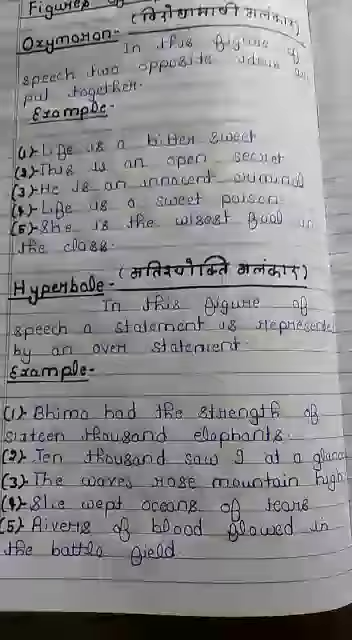 Figures
Oxymoron- (विरोधाभाषी अलंकार)
In this figure of
speech two opposite ideas are
put together.
Example-
(1)- Life is a bitter sweet
(2)- This is an open secret
(3)- He is an innocent criminal
(4)- Life is a sweet poison
(5)- She is the wisest fool in
the class.
Hyperbole- (अतिश्योक्ति अलंकार)
In this figure of
speech a statement is represented
by an over statement.
Example-
(1)- Bhima had the strength of
sixteen thousand elephants.
(2)- Ten thousand saw I at a glance
(3)- The waves rose mountain high
(4)- She wept oceans of tears
(5)- Rivers of blood flowed in
the battle field